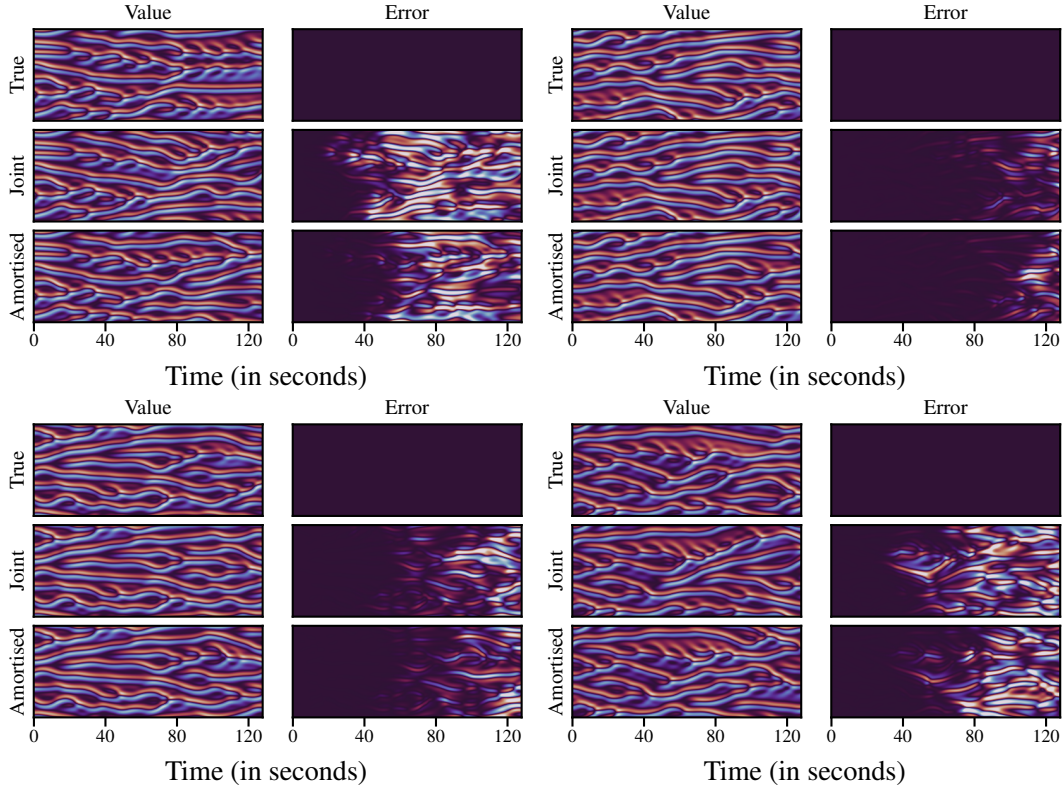 Value Error Value Error
True True
Joint Joint
Amortised Amortised
0 40 80 120 0 40 80 120 0 40 80 120 0 40 80 120
Time (in seconds) Time (in seconds)
Value Error Value Error
True True
Joint Joint
Amortised Amortised
0 40 80 120 0 40 80 120 0 40 80 120 0 40 80 120
Time (in seconds) Time (in seconds)